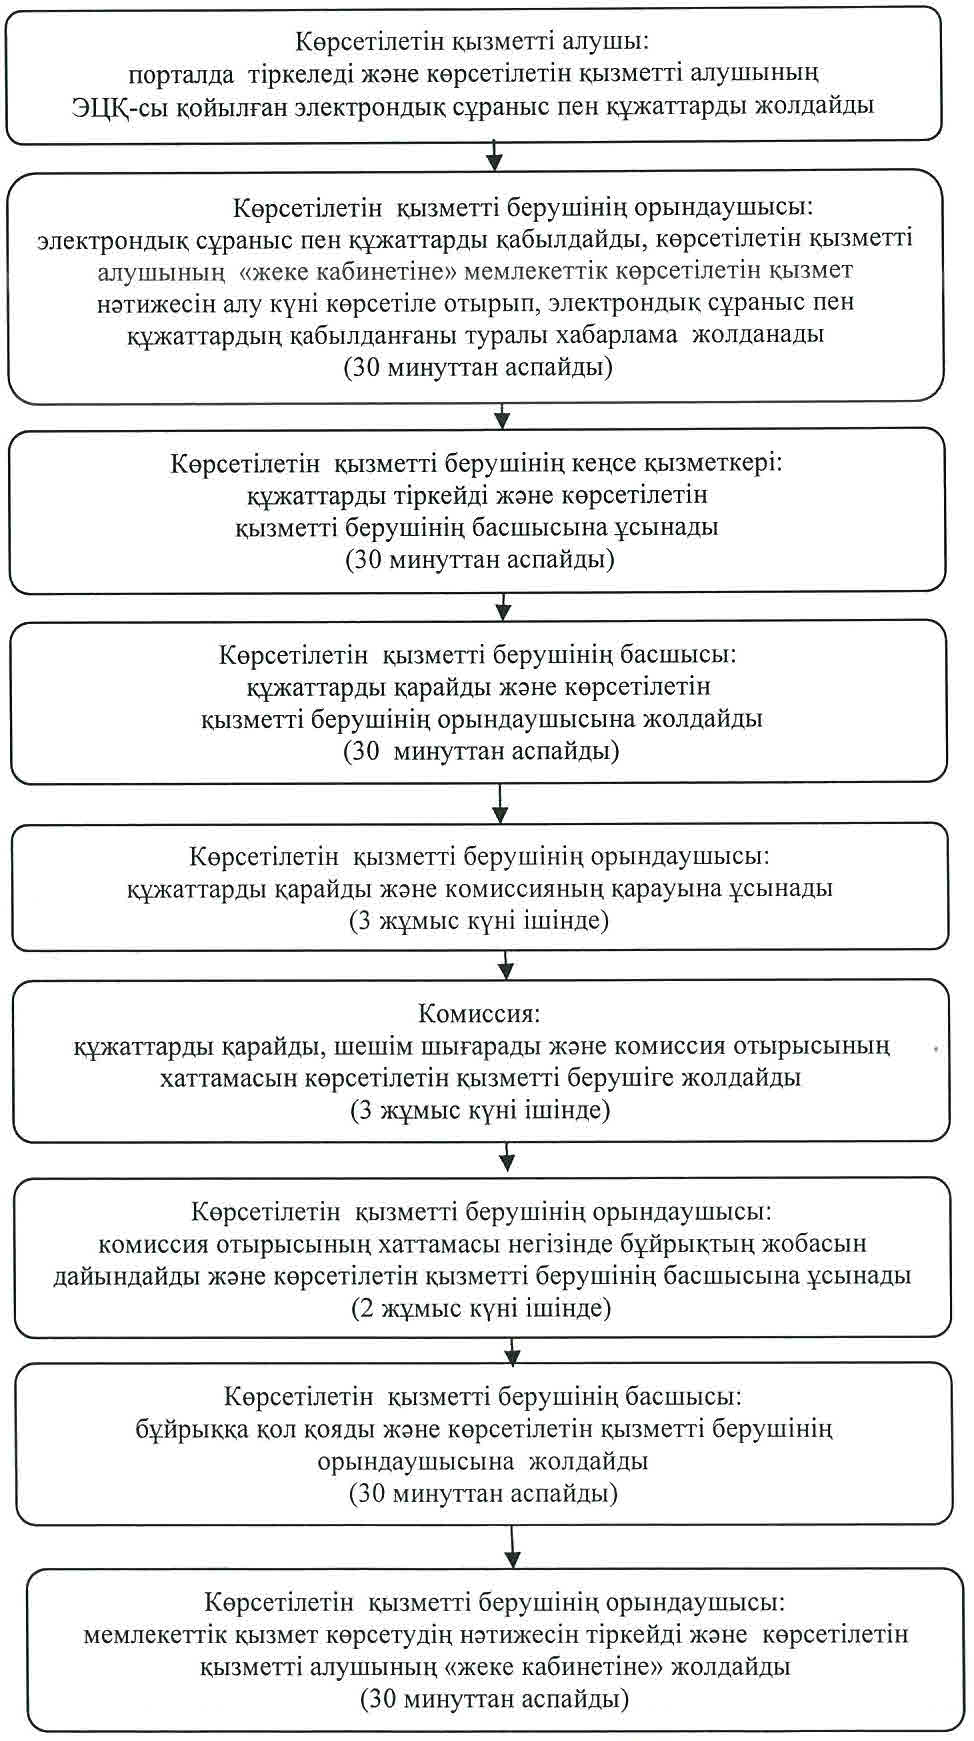 Көрсетілетін қызметті алушы:
порталда тіркеледі және көрсетілетін қызметті алушының
ЭЦҚ-сы қойылған электрондық сұраныс пен құжаттарды жолдайды
Көрсетілетін қызметті берушінің орындаушысы:
электрондық сұраныс пен құжаттарды қабылдайды, көрсетілетін қызметті
алушының «жеке кабинетіне» мемлекеттік көрсетілетін қызмет
нәтижесін алу күні көрсетіле отырып, электрондық сұраныс пен
құжаттардың қабылданғаны туралы хабарлама жолданады
(30 минуттан аспайды)
Көрсетілетін қызметті берушінің кеңсе қызметкері:
құжаттарды тіркейді және көрсетілетін
қызметті берушінің басшысына ұсынады
(30 минуттан аспайды)
Көрсетілетін қызметті берушінің басшысы:
құжаттарды қарайды және көрсетілетін
қызметті берушінің орындаушысына жолдайды
(30 минуттан аспайды)
Көрсетілетін қызметті берушінің орындаушысы:
құжаттарды қарайды және комиссияның қарауына ұсынады
(3 жұмыс күні ішінде)
Комиссия:
құжаттарды қарайды, шешім шығарады және комиссия отырысының
хаттамасын көрсетілетін қызметті берушіге жолдайды
(3 жұмыс күні ішінде)
Көрсетілетін қызметті берушінің орындаушысы:
комиссия отырысының хаттамасы негізінде бұйрықтың жобасын
дайындайды және көрсетілетін қызметті берушінің басшысына ұсынады
(2 жұмыс күні ішінде)
Көрсетілетін қызметті берушінің басшысы:
бұйрыққа қол қояды және көрсетілетін қызметті берушінің
орындаушысына жолдайды
(30 минуттан аспайды)
Көрсетілетін қызметті берушінің орындаушысы:
мемлекеттік қызмет көрсетудің нәтижесін тіркейді және көрсетілетін
қызметті алушының «жеке кабинетіне» жолдайды
(30 минуттан аспайды)